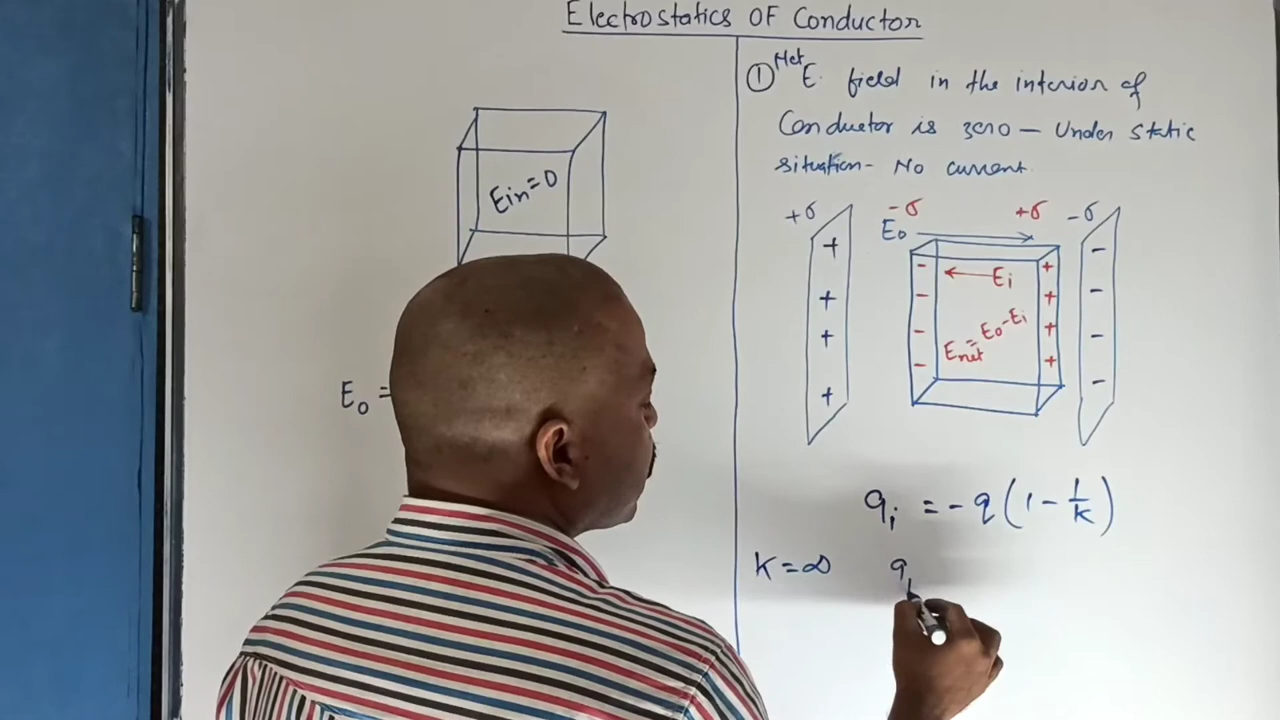 Electrostatics OF Conductor
Ein=0
E₀ =
① Net E. field in the interior of
Conductor is zero — Under static
situation- No current.
+σ -σ +σ -σ
E₀
Ei
Enet = E₀-Ei
+ - + -
+ - + -
+ - + -
+ - + -
qi = -q(1 - 1/k)
k = ∞ q